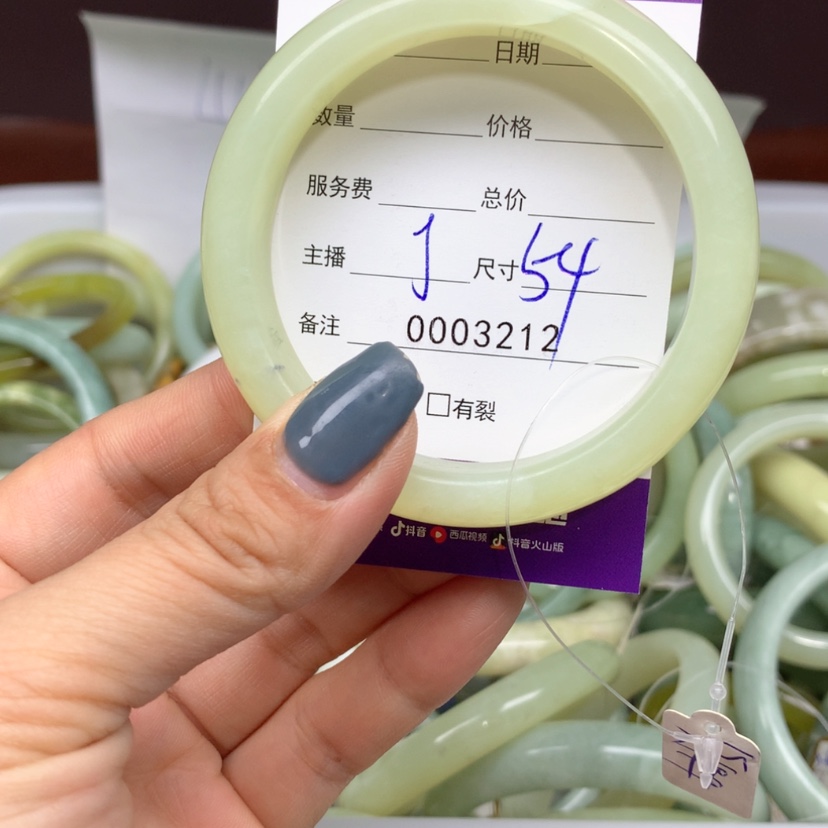 日期
数量 价格
服务费 总价
主播 J 尺寸 54
备注 0003212
□有裂
抖音 西瓜视频 抖音火山版